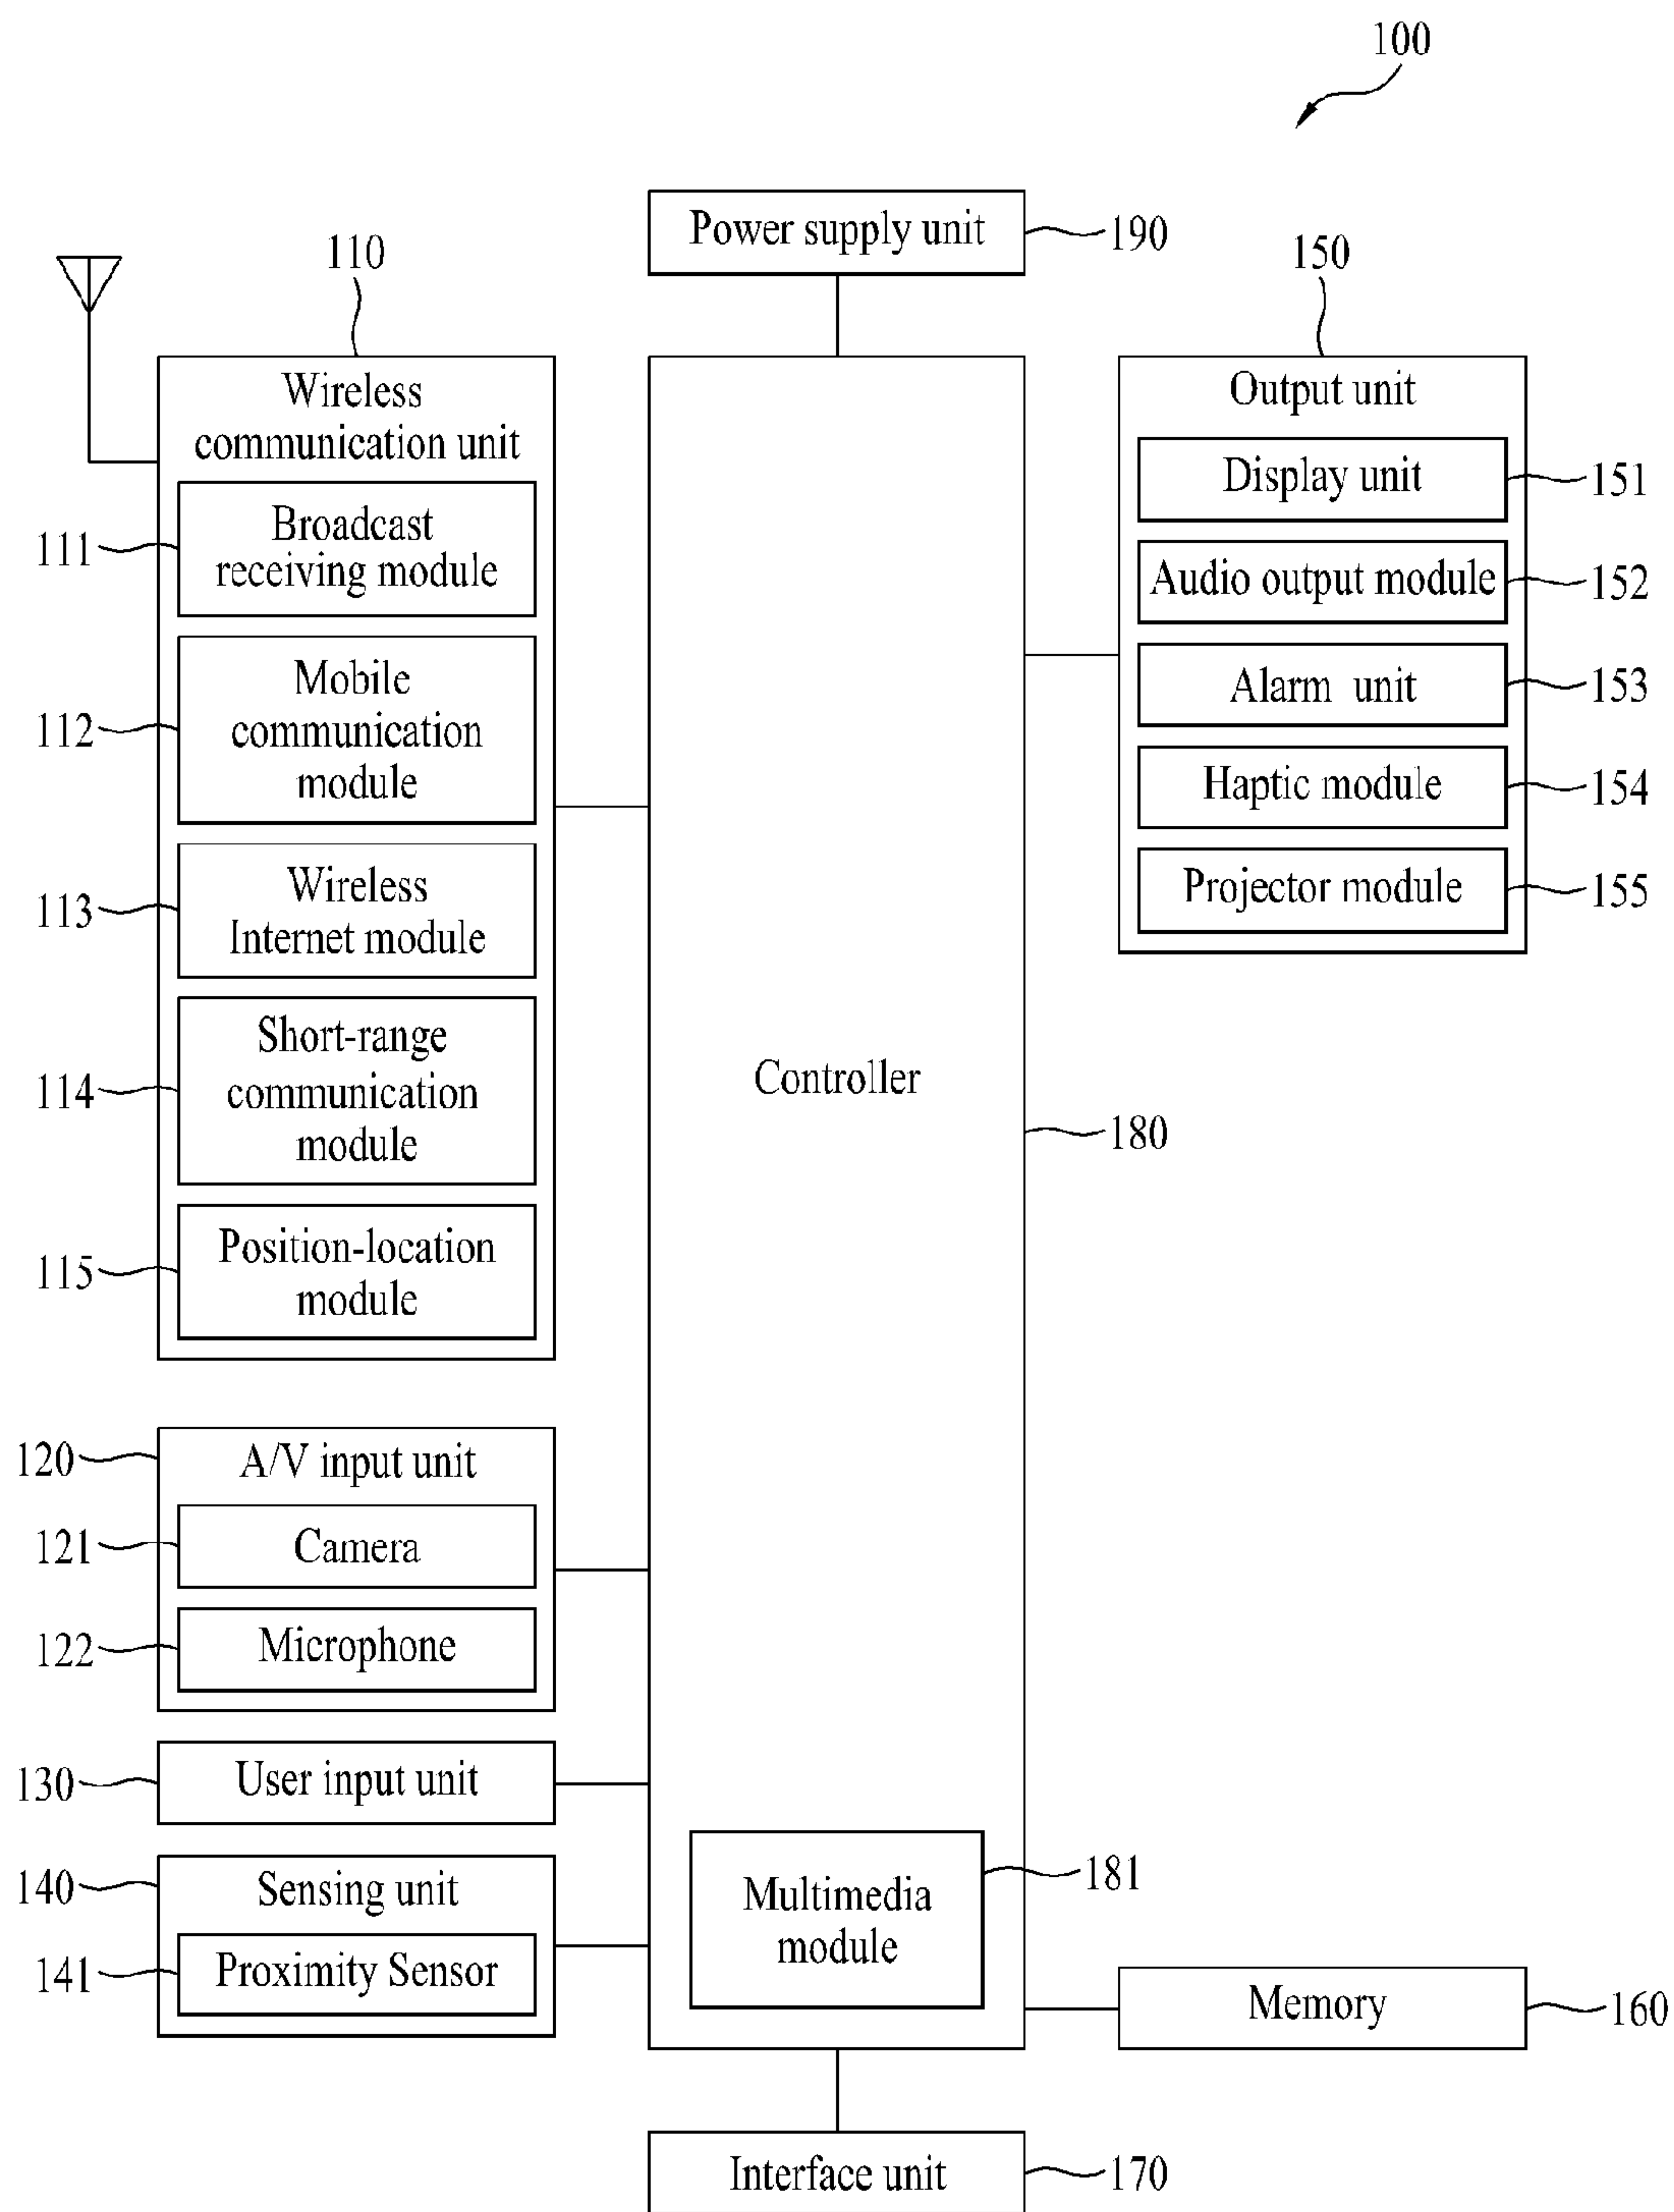 100
Power supply unit
190
110
Wireless
communication unit
Broadcast
receiving module
111
Mobile
communication
module
112
Wireless
Internet module
113
Short-range
communication
module
114
Position-location
module
115
A/V input unit
120
Camera
121
Microphone
122
User input unit
130
Sensing unit
140
Proximity Sensor
141
Controller
180
Multimedia
module
181
150
Output unit
Display unit
151
Audio output module
152
Alarm unit
153
Haptic module
154
Projector module
155
Memory
160
Interface unit
170